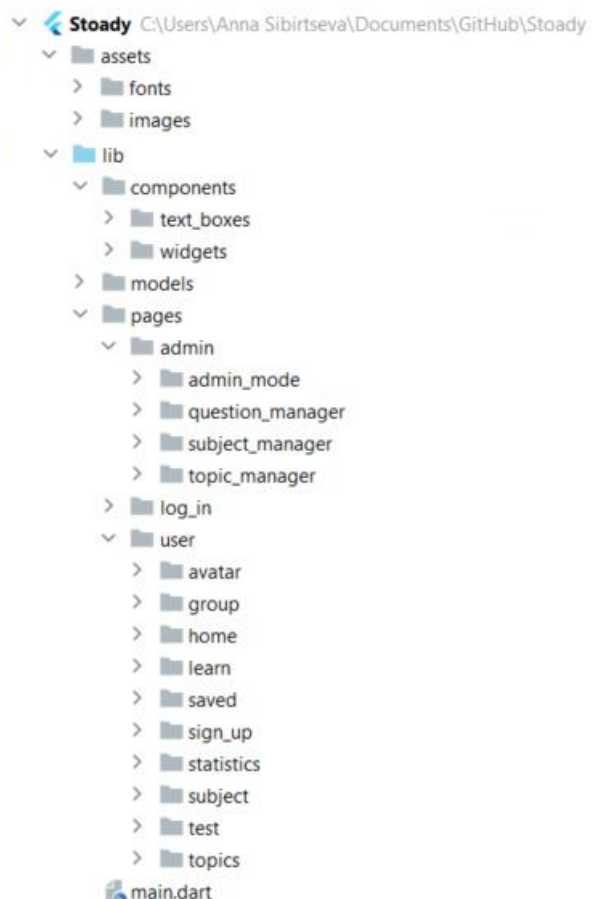 Stoady C:\Users\Anna Sibirtseva\Documents\GitHub\Stoady
assets
fonts
images
lib
components
text_boxes
widgets
models
pages
admin
admin_mode
question_manager
subject_manager
topic_manager
log_in
user
avatar
group
home
learn
saved
sign_up
statistics
subject
test
topics
main.dart